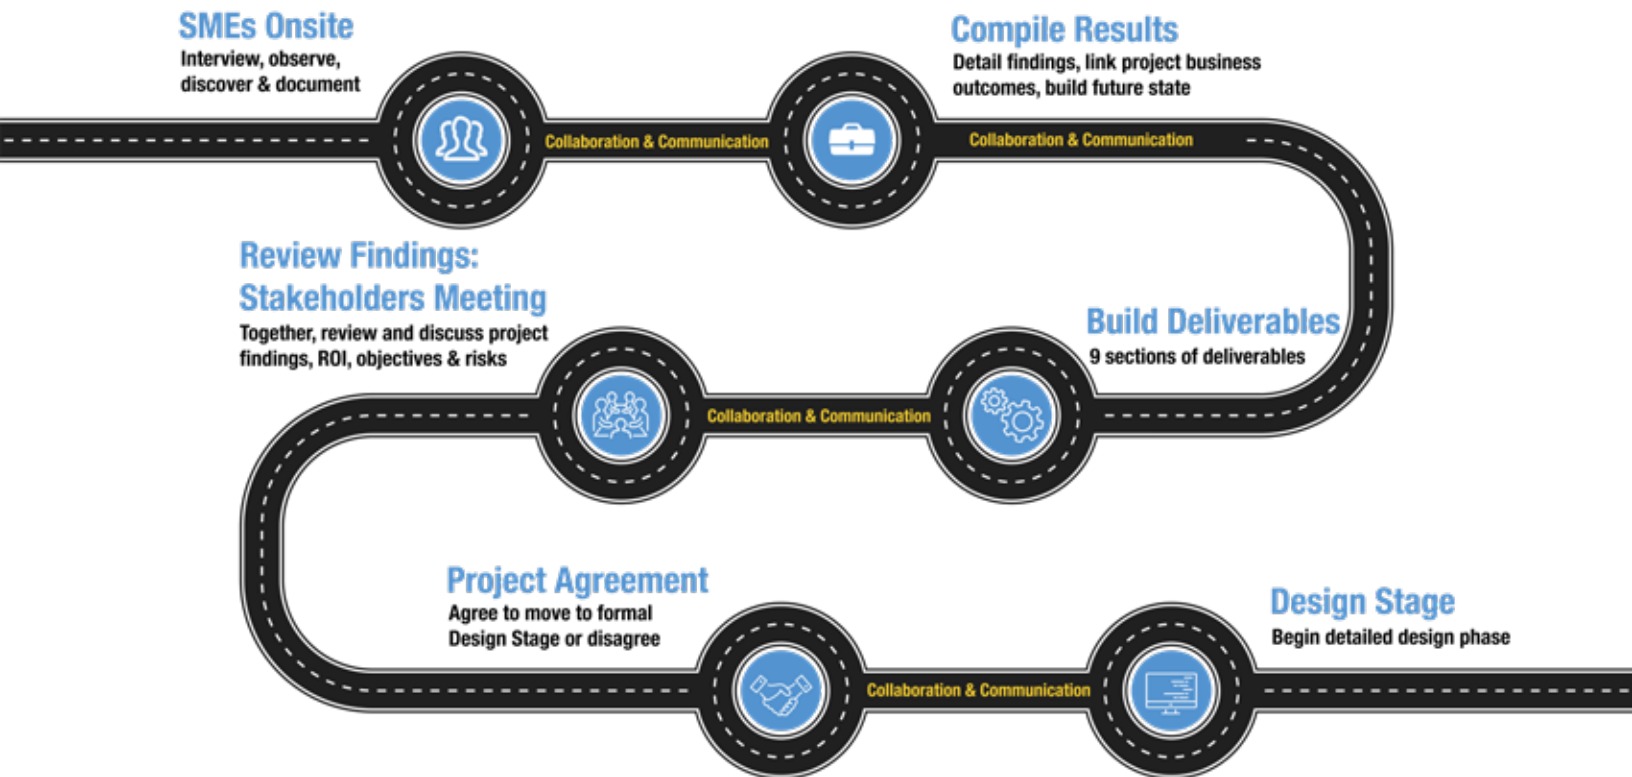 SMEs Onsite
Interview, observe,
discover & document
Collaboration & Communication
Compile Results
Detail findings, link project business
outcomes, build future state
Collaboration & Communication
Build Deliverables
9 sections of deliverables
Collaboration & Communication
Review Findings:
Stakeholders Meeting
Together, review and discuss project
findings, ROI, objectives & risks
Project Agreement
Agree to move to formal
Design Stage or disagree
Collaboration & Communication
Design Stage
Begin detailed design phase